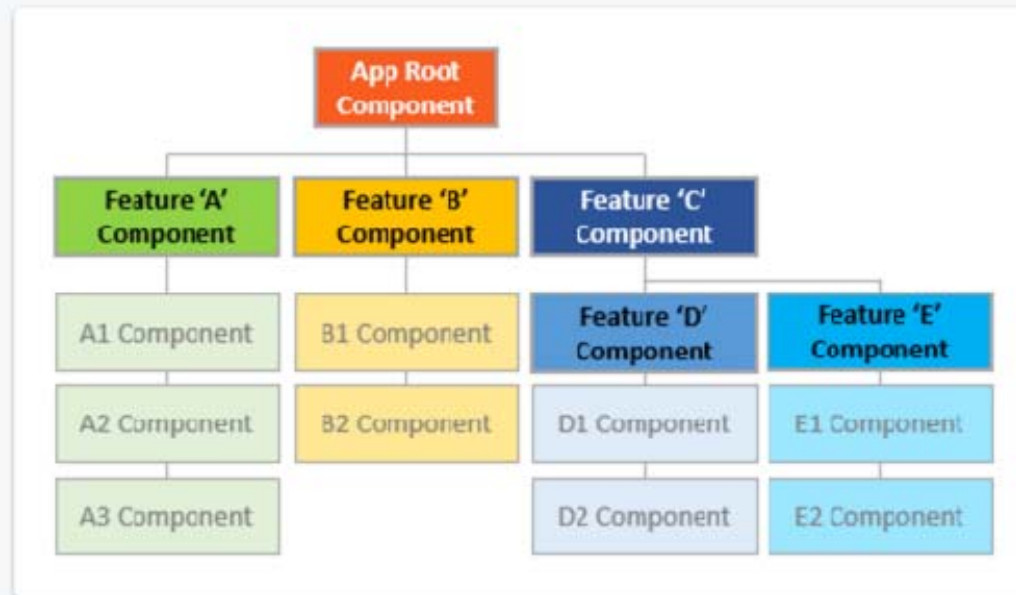 App Root
Component
Feature ‘A’
Component
Feature ‘B’
Component
Feature ‘C’
Component
A1 Component
B1 Component
Feature ‘D’
Component
Feature ‘E’
Component
A2 Component
B2 Component
D1 Component
E1 Component
A3 Component
D2 Component
E2 Component